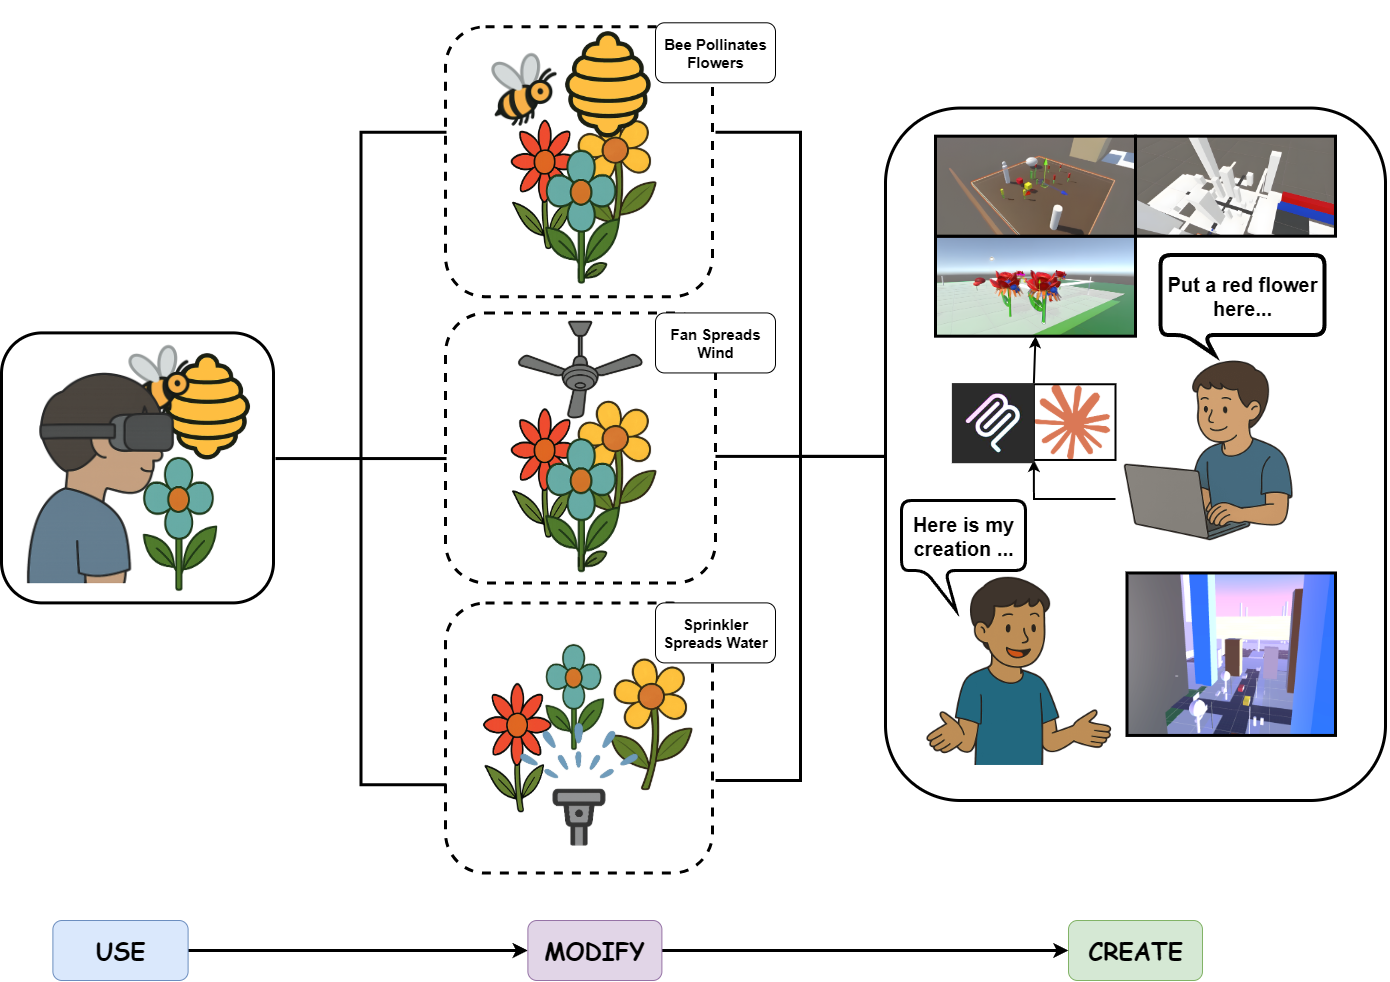 Bee Pollinates
Flowers
Fan Spreads
Wind
Sprinkler
Spreads Water
Put a red flower
here...
Here is my
creation ...
USE
MODIFY
CREATE